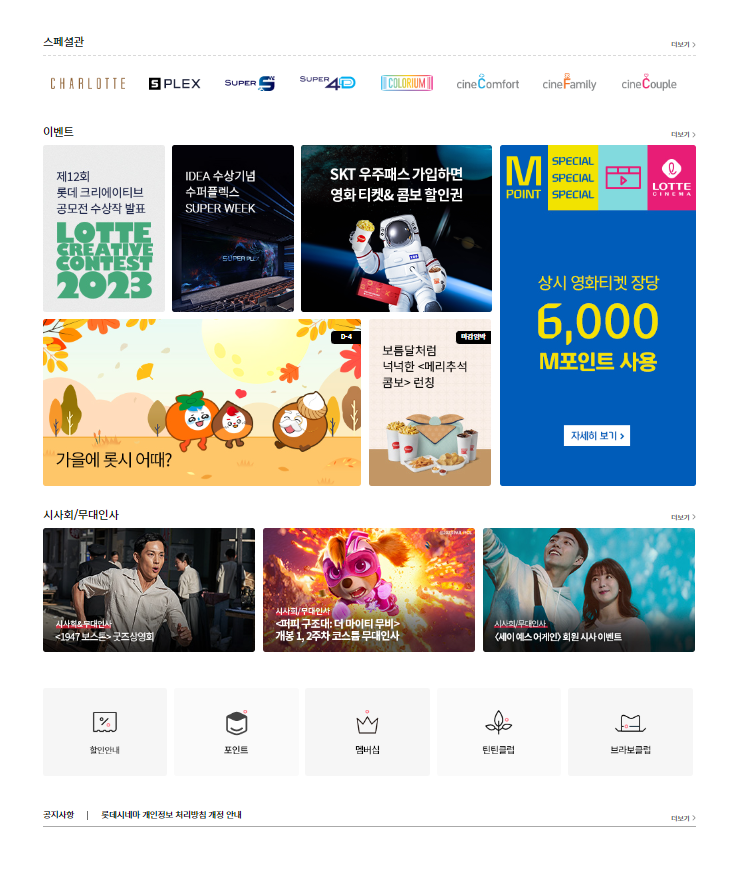 스페셜관
더보기
CHARLOTTE
S PLEX
SUPER S
SUPER 4D
COLORIUM
cineComfort
cineFamily
cineCouple
이벤트
더보기
제12회
롯데 크리에이티브
공모전 수상작 발표
LOTTE
CREATIVE
CONTEST
2023
IDEA 수상기념
수퍼플렉스
SUPER WEEK
SUPER PLEX
SKT 우주패스 가입하면
영화 티켓& 콤보 할인권
M
POINT
SPECIAL
SPECIAL
SPECIAL
LOTTE
CINEMA
상시 영화티켓 장당
6,000
M포인트 사용
자세히 보기
D-4
가을에 롯시 어때?
마감임박
보름달처럼
넉넉한 <메리추석
콤보> 런칭
시사회/무대인사
더보기
시사회&무대인사
<1947 보스톤> 굿즈상영회
시사회/무대인사
<퍼피 구조대: 더 마이티 무비>
개봉 1, 2주차 코스튬 무대인사
시사회/무대인사
<세이 예스 어게인> 회원 시사 이벤트
할인안내
포인트
멤버십
틴틴클럽
브라보클럽
공지사항 | 롯데시네마 개인정보 처리방침 개정 안내
더보기